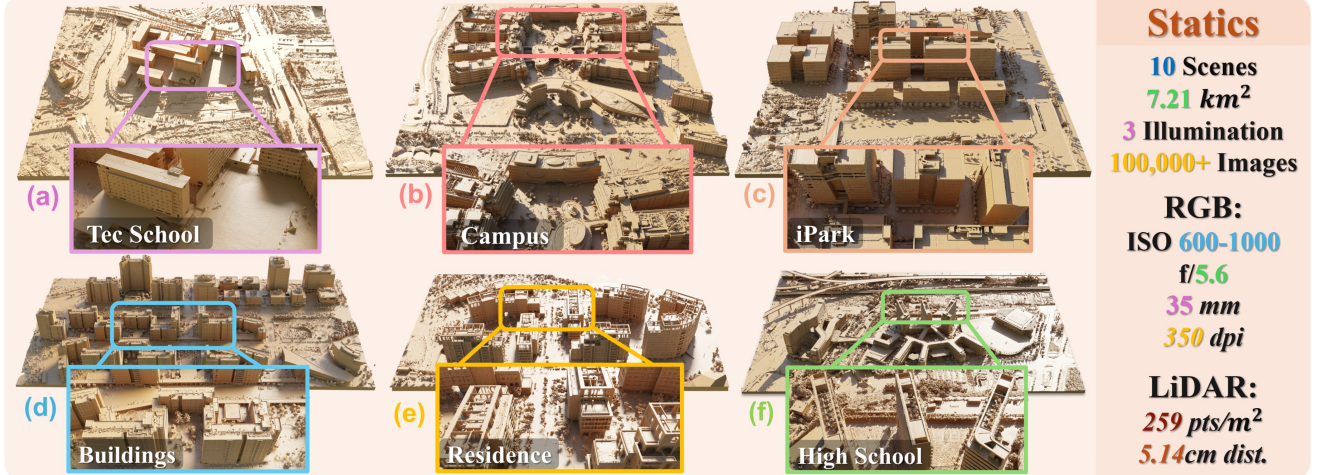 (a)
Tec School
(b)
Campus
(c)
iPark
(d)
Buildings
(e)
Residence
(f)
High School
Statics
10 Scenes
7.21 km²
3 Illumination
100,000+ Images
RGB:
ISO 600-1000
f/5.6
35 mm
350 dpi
LiDAR:
259 pts/m²
5.14cm dist.